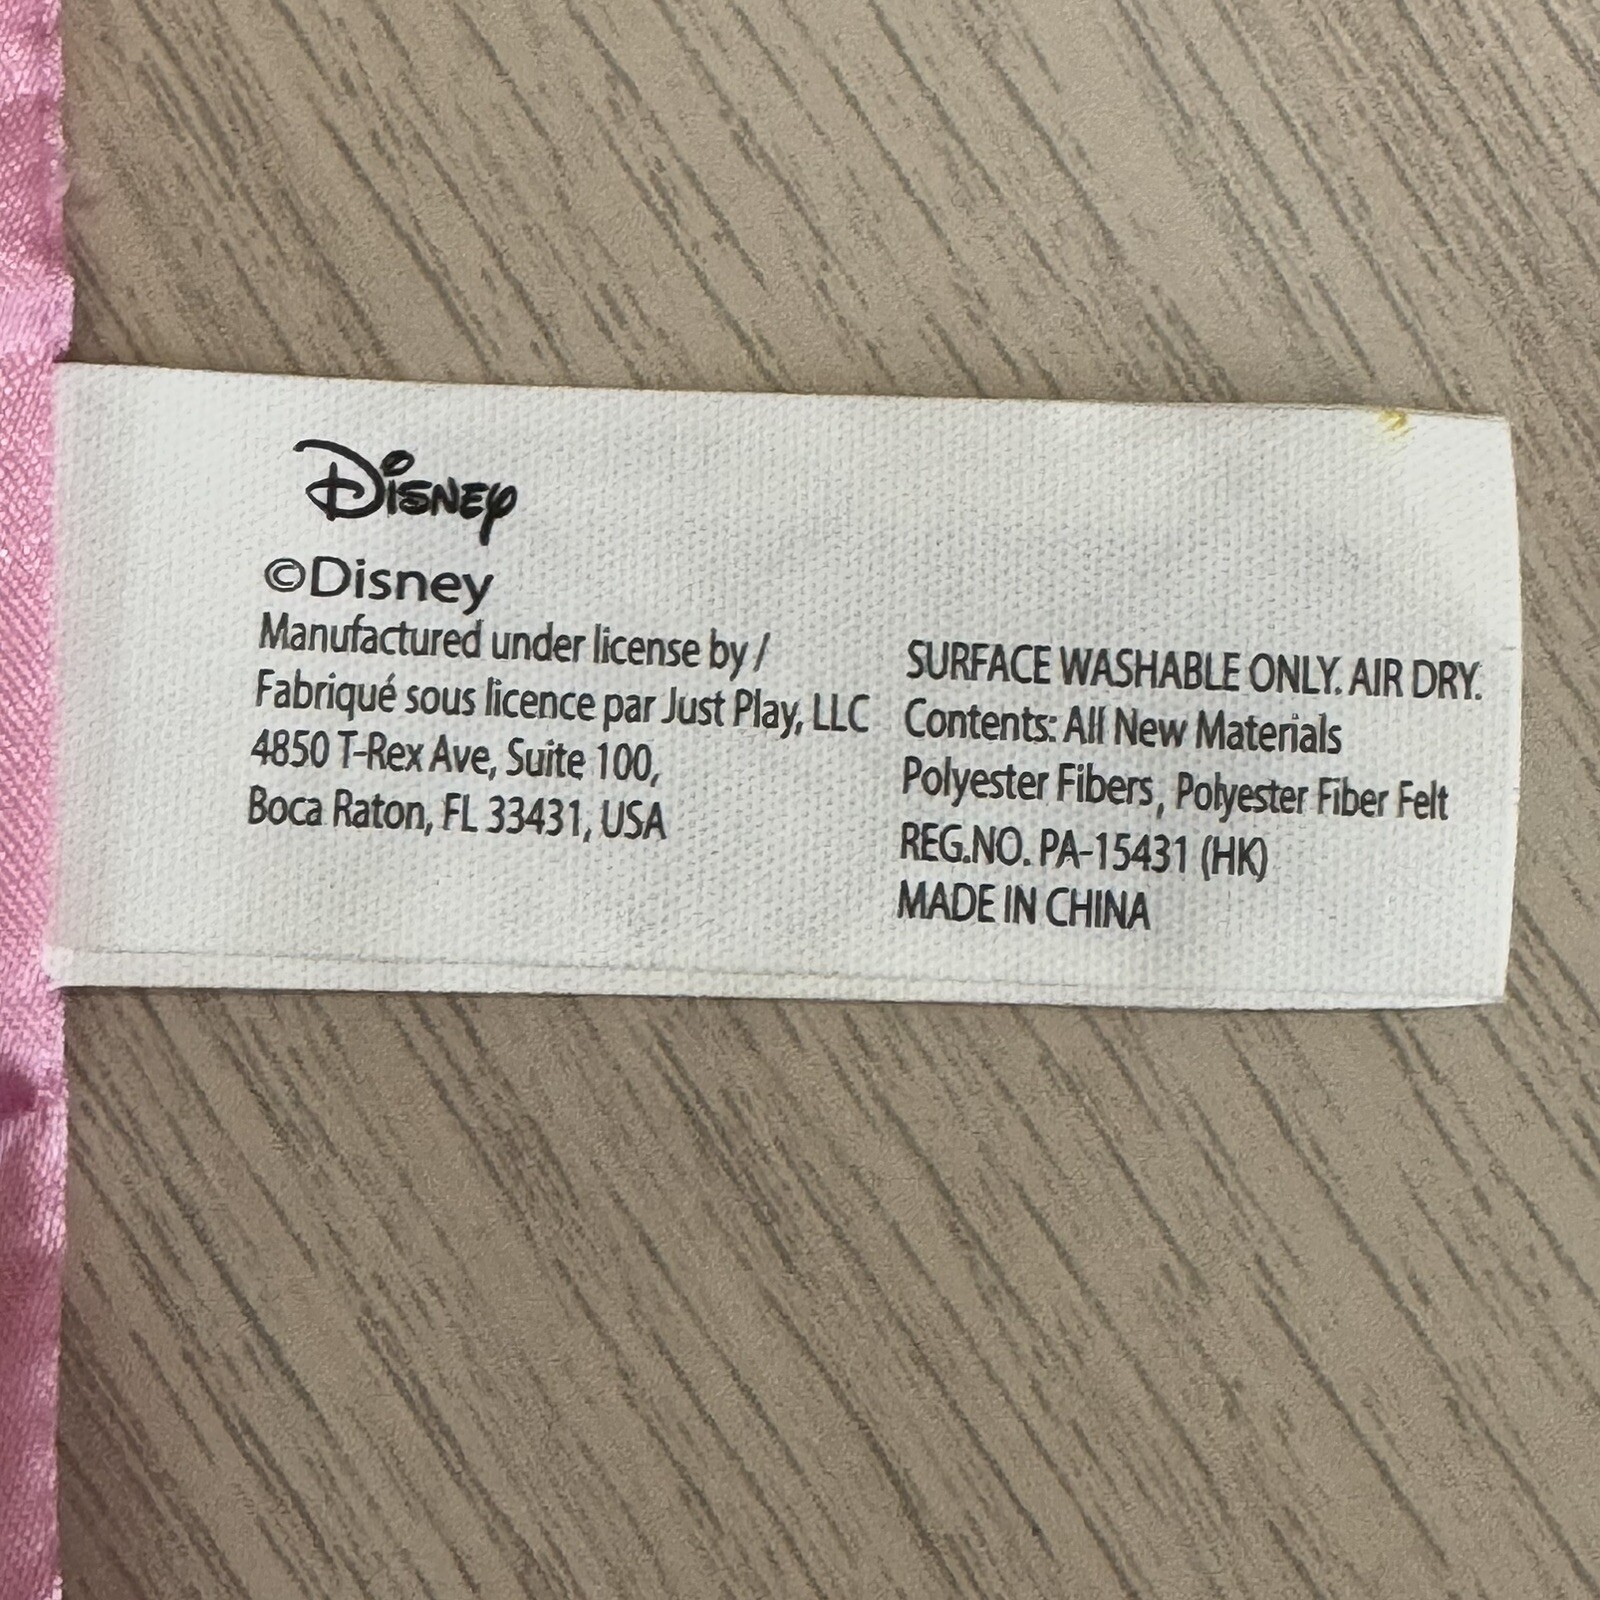 Disney
©Disney
Manufactured under license by /
Fabriqué sous licence par Just Play, LLC
4850 T-Rex Ave, Suite 100,
Boca Raton, FL 33431, USA
SURFACE WASHABLE ONLY. AIR DRY.
Contents: All New Materials
Polyester Fibers, Polyester Fiber Felt
REG.NO. PA-15431 (HK)
MADE IN CHINA